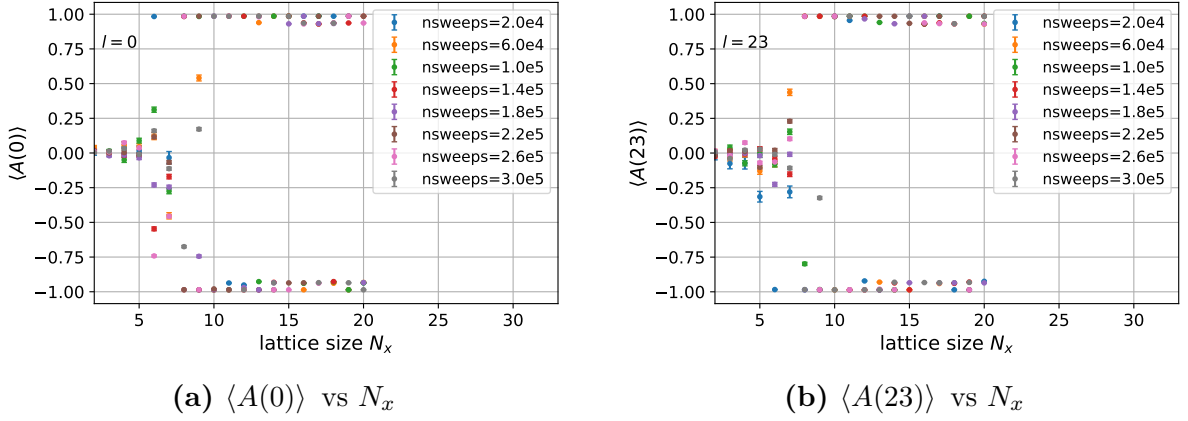 1.00
0.75
0.50
0.25
0.00
−0.25
−0.50
−0.75
−1.00
⟨A(0)⟩
l = 0
nsweeps=2.0e4
nsweeps=6.0e4
nsweeps=1.0e5
nsweeps=1.4e5
nsweeps=1.8e5
nsweeps=2.2e5
nsweeps=2.6e5
nsweeps=3.0e5
5 10 15 20 25 30
lattice size Nₓ
(a) ⟨A(0)⟩ vs Nₓ
1.00
0.75
0.50
0.25
0.00
−0.25
−0.50
−0.75
−1.00
⟨A(23)⟩
l = 23
nsweeps=2.0e4
nsweeps=6.0e4
nsweeps=1.0e5
nsweeps=1.4e5
nsweeps=1.8e5
nsweeps=2.2e5
nsweeps=2.6e5
nsweeps=3.0e5
5 10 15 20 25 30
lattice size Nₓ
(b) ⟨A(23)⟩ vs Nₓ